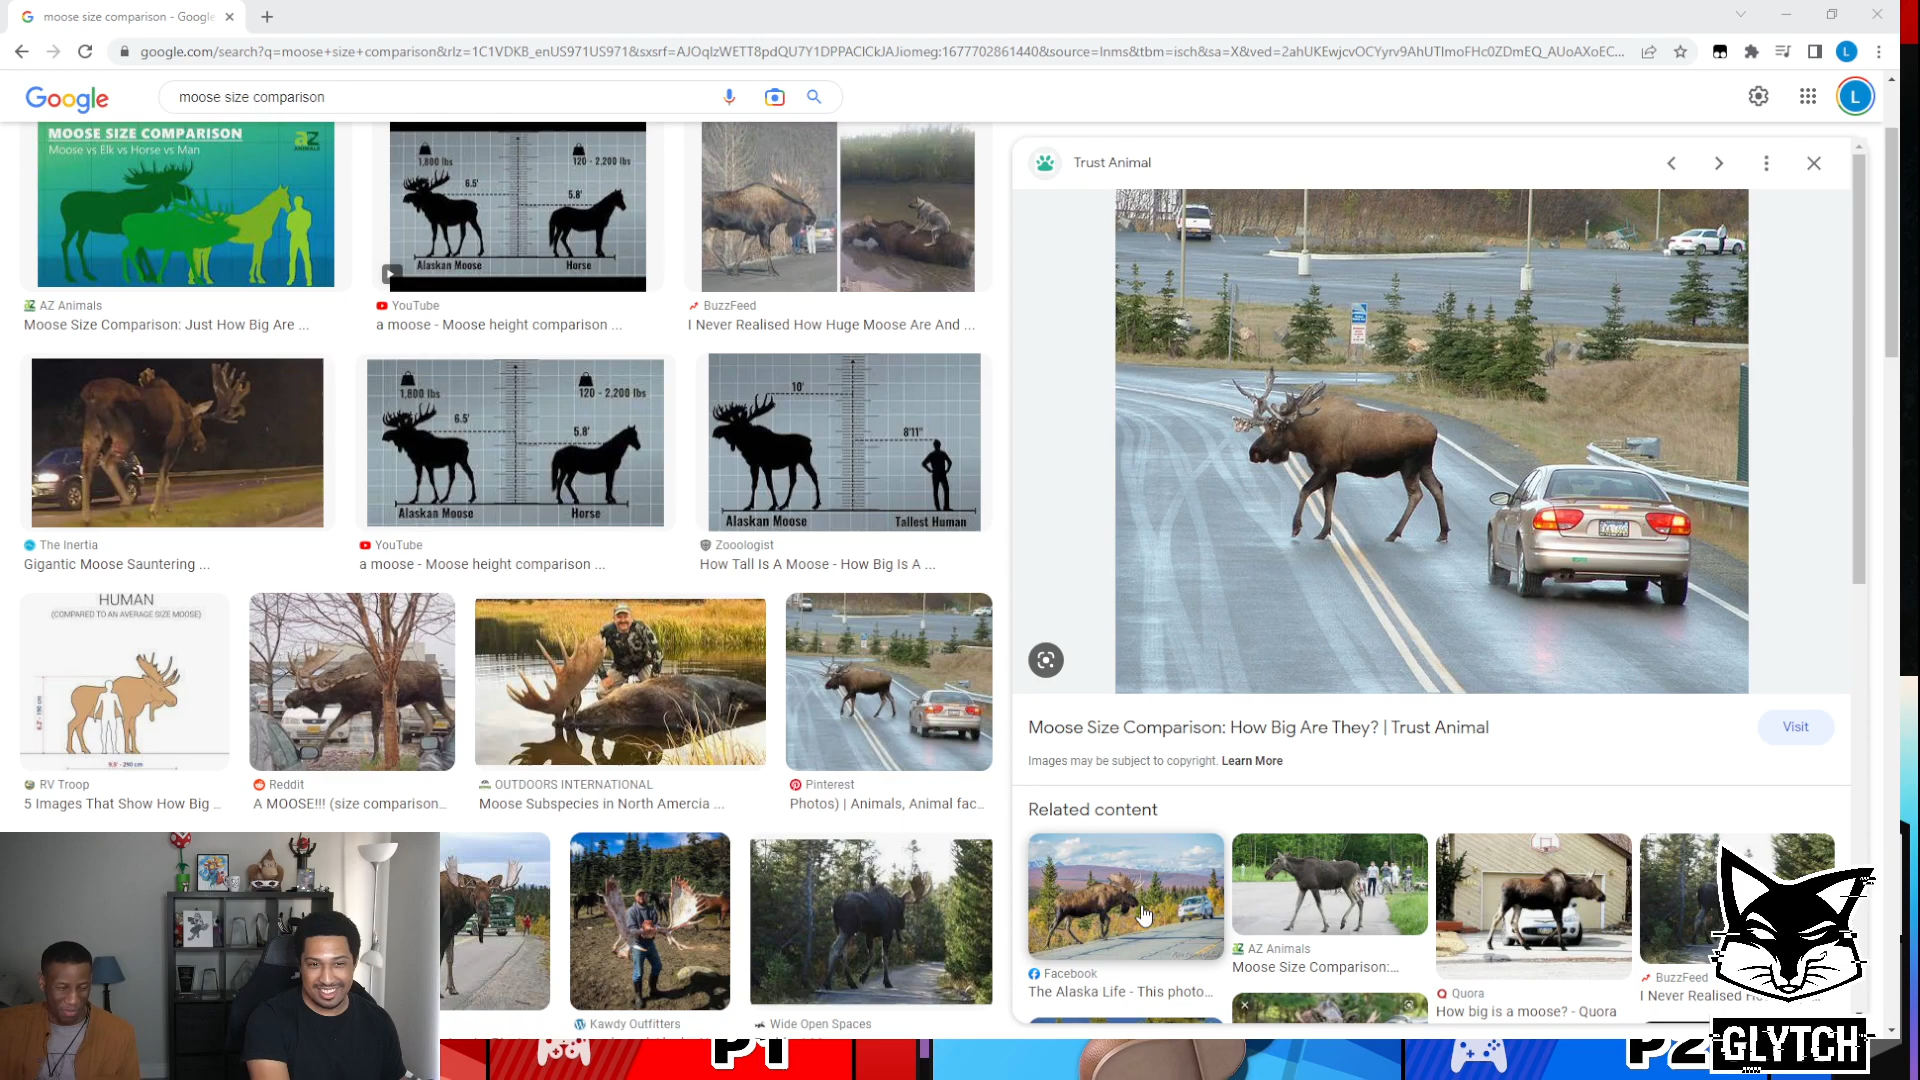 moose size comparison - Google
google.com/search?q=moose+size+comparison&rlz=1C1VDKB_enUS971US971&sxsrf=AJOqlzWETT8pdQU7Y1DPPAClCkJAJiomeg:1677702861440&source=lnms&tbm=isch&sa=X&ved=2ahUKEwjcvOCYyrv9AhUTlmoFHc0ZDmEQ_AUoAXoEC...
L
Google
moose size comparison
L
MOOSE SIZE COMPARISON
Moose vs Elk vs Horse vs Man
aZ
ANIMALS
1,800 lbs
120 - 2,200 lbs
6.5'
5.8'
Alaskan Moose
Horse
AZ Animals
Moose Size Comparison: Just How Big Are ...
YouTube
a moose - Moose height comparison ...
BuzzFeed
I Never Realised How Huge Moose Are And ...
1,800 lbs
120 - 2,200 lbs
6.5'
5.8'
Alaskan Moose
Horse
10'
8'11"
Alaskan Moose
Tallest Human
The Inertia
Gigantic Moose Sauntering ...
YouTube
a moose - Moose height comparison ...
Zooologist
How Tall Is A Moose - How Big Is A ...
HUMAN
(COMPARED TO AN AVERAGE SIZE MOOSE)
RV Troop
5 Images That Show How Big ...
Reddit
A MOOSE!!! (size comparison...
OUTDOORS INTERNATIONAL
Moose Subspecies in North Amercia ...
Pinterest
Photos) | Animals, Animal fac...
Kawdy Outfitters
Wide Open Spaces
Trust Animal
Moose Size Comparison: How Big Are They? | Trust Animal
Visit
Images may be subject to copyright. Learn More
Related content
Facebook
The Alaska Life - This photo...
AZ Animals
Moose Size Comparison:...
Quora
How big is a moose? - Quora
BuzzFeed
I Never Realised
P1
P2
GLYTCH